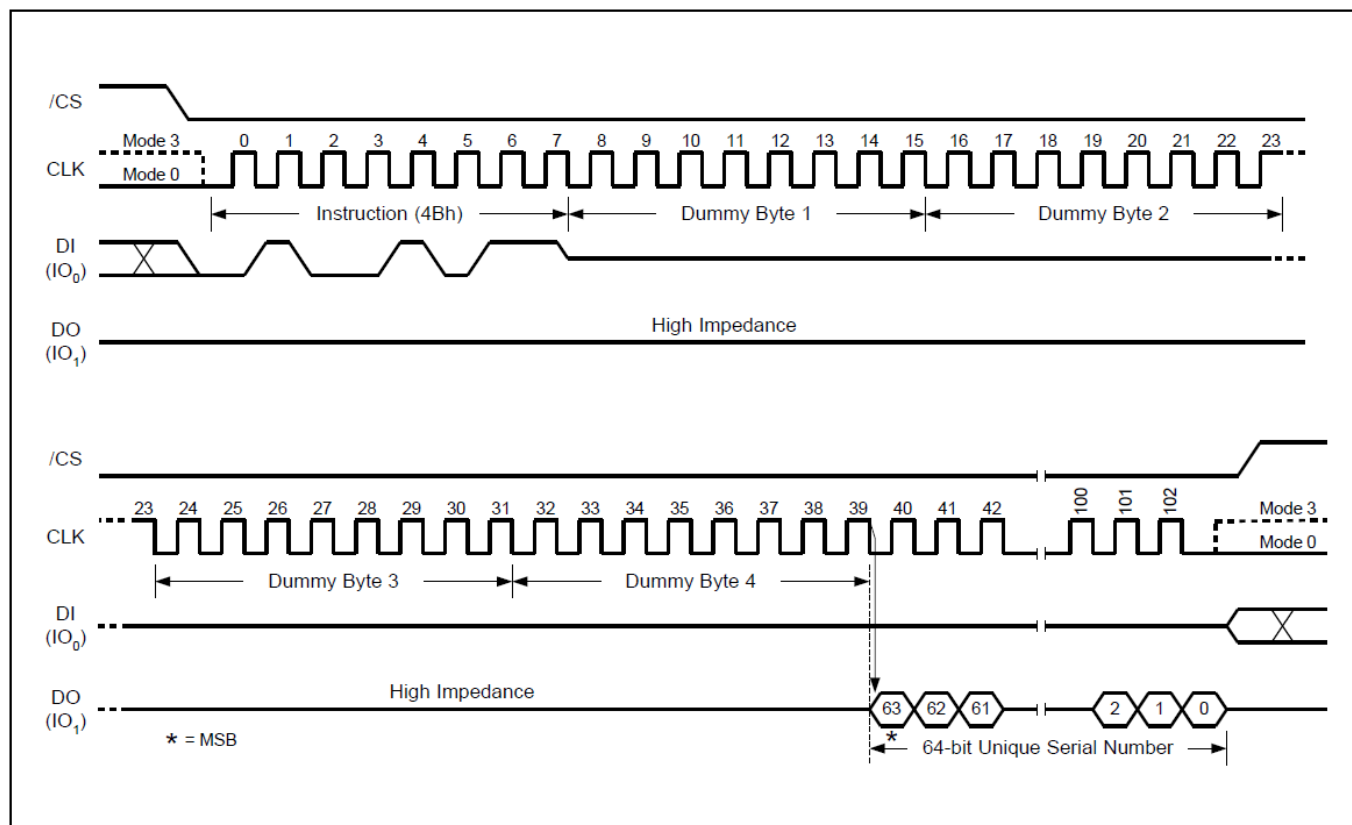 /CS
Mode 3 0 1 2 3 4 5 6 7 8 9 10 11 12 13 14 15 16 17 18 19 20 21 22 23
CLK
Mode 0
Instruction (4Bh) Dummy Byte 1 Dummy Byte 2
DI
(IO0)
DO High Impedance
(IO1)
/CS
23 24 25 26 27 28 29 30 31 32 33 34 35 36 37 38 39 40 41 42 100 101 102 Mode 3
CLK Mode 0
Dummy Byte 3 Dummy Byte 4
DI
(IO0)
DO High Impedance 63 62 61 2 1 0
(IO1)
* = MSB * 64-bit Unique Serial Number